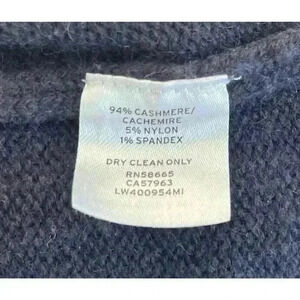 94% CASHMERE/
CACHEMIRE
5% NYLON
1% SPANDEX
DRY CLEAN ONLY
RN58665
CA57963
LW400954MI